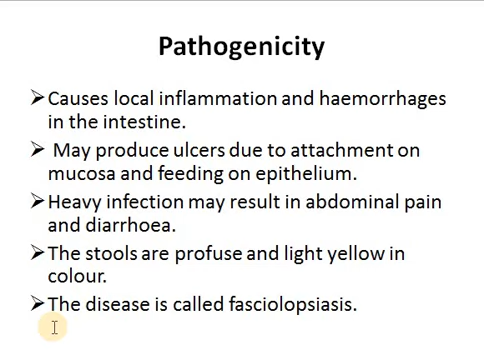 Pathogenicity
➢Causes local inflammation and haemorrhages
in the intestine.
➢ May produce ulcers due to attachment on
mucosa and feeding on epithelium.
➢Heavy infection may result in abdominal pain
and diarrhoea.
➢The stools are profuse and light yellow in
colour.
➢The disease is called fasciolopsiasis.